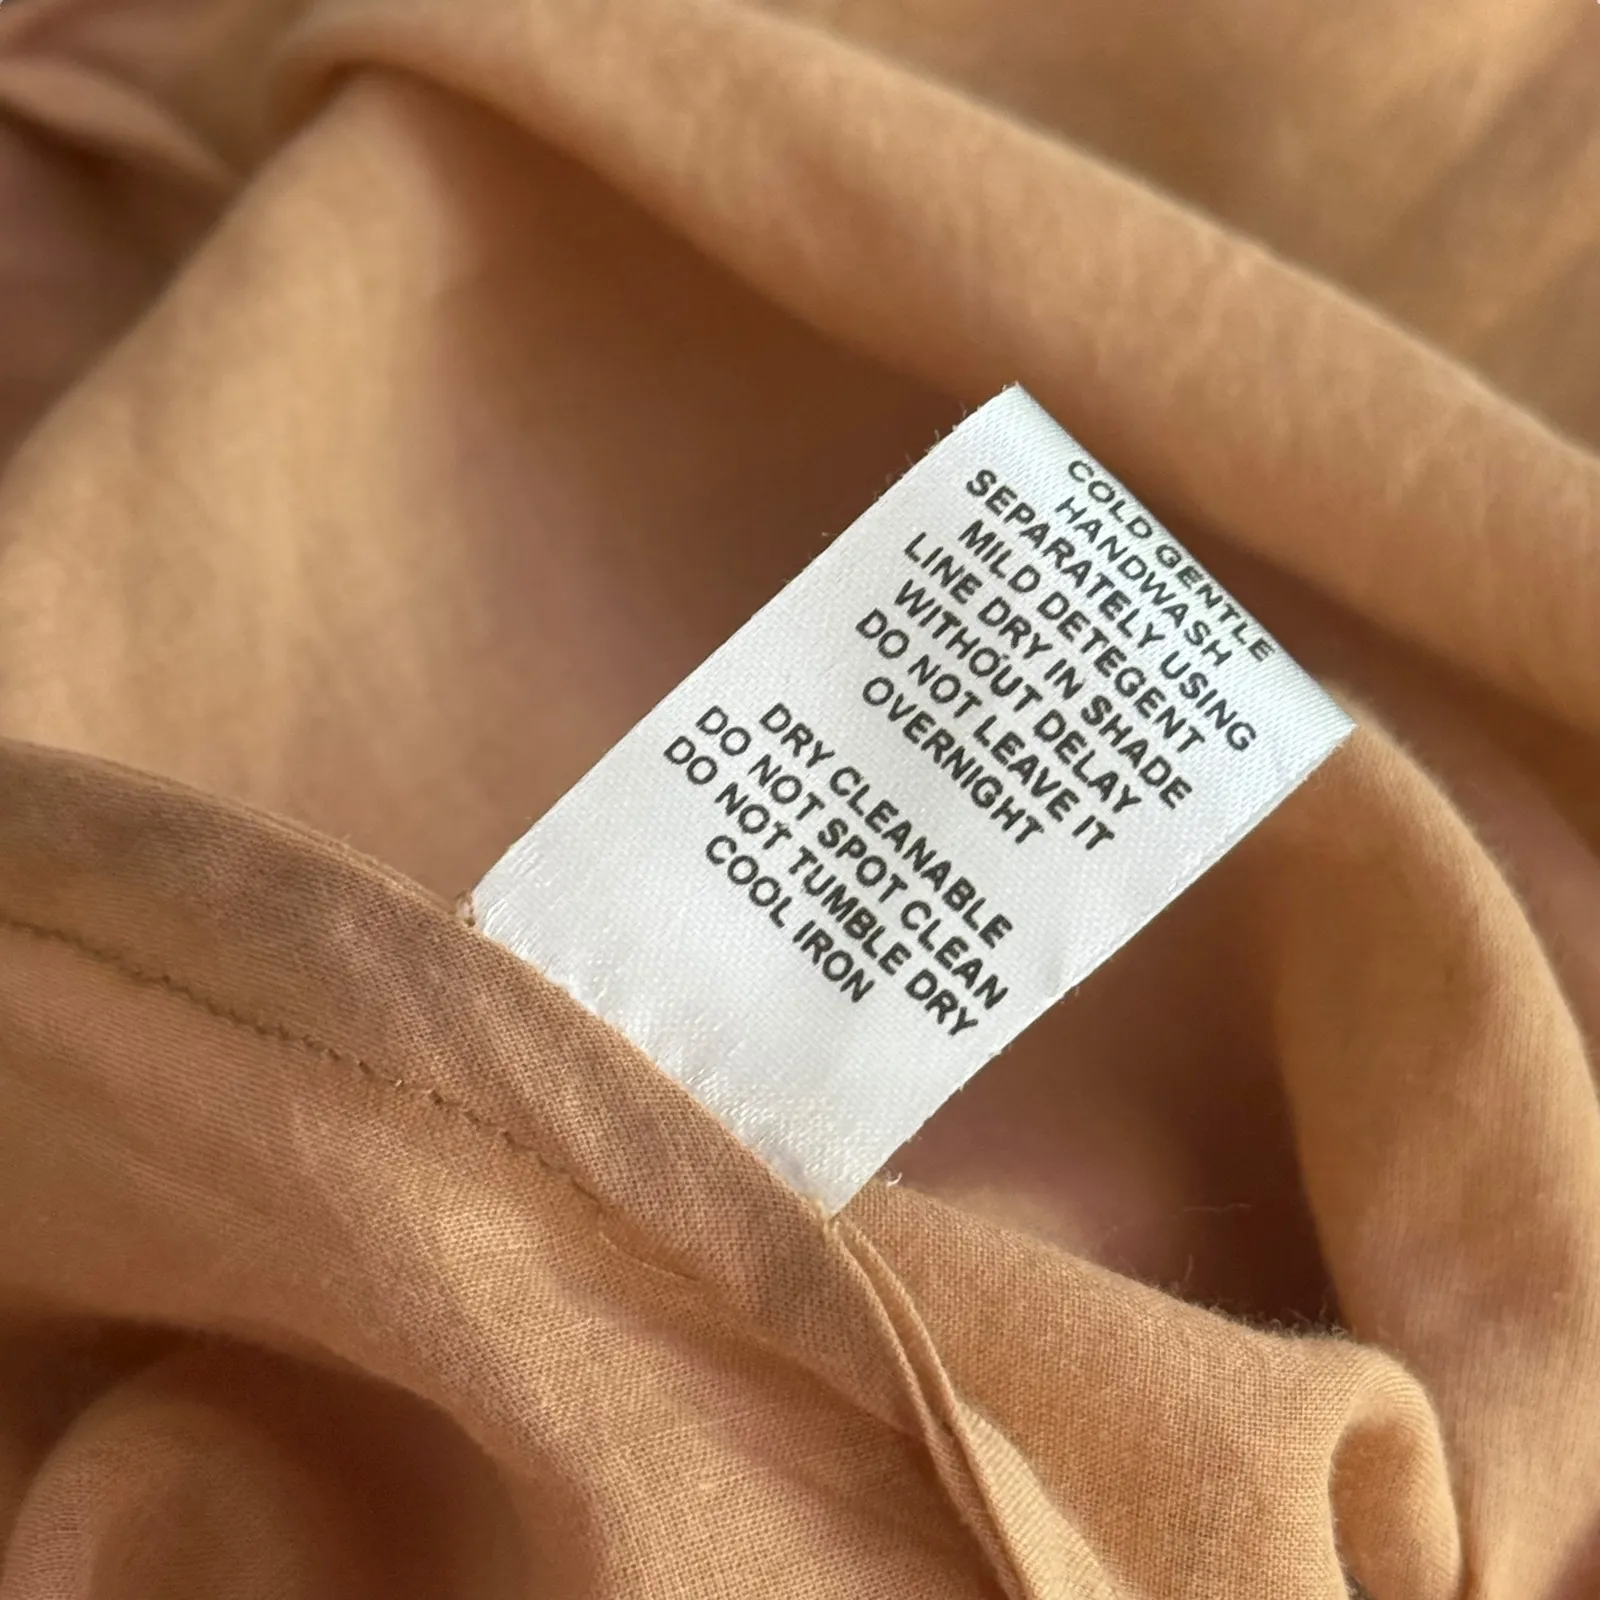 COLD GENTLE
HANDWASH
SEPARATELY USING
MILD DETEGENT
LINE DRY IN SHADE
WITHOUT DELAY
DO NOT LEAVE IT
OVERNIGHT
DRY CLEANABLE
DO NOT SPOT CLEAN
DO NOT TUMBLE DRY
COOL IRON